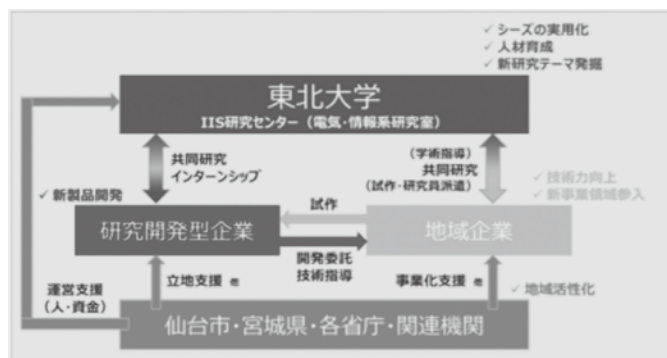 ✓ シーズの実用化
✓ 人材育成
✓ 新研究テーマ発掘
東北大学
IIS研究センター（電気・情報系研究室）
共同研究
インターンシップ
（学術指導）
共同研究
（試作・研究員派遣）
✓ 技術力向上
✓ 新事業領域参入
✓ 新製品開発
試作
研究開発型企業
地域企業
開発委託
技術指導
運営支援
（人・資金）
立地支援 他
事業化支援 他
✓ 地域活性化
仙台市・宮城県・各省庁・関連機関